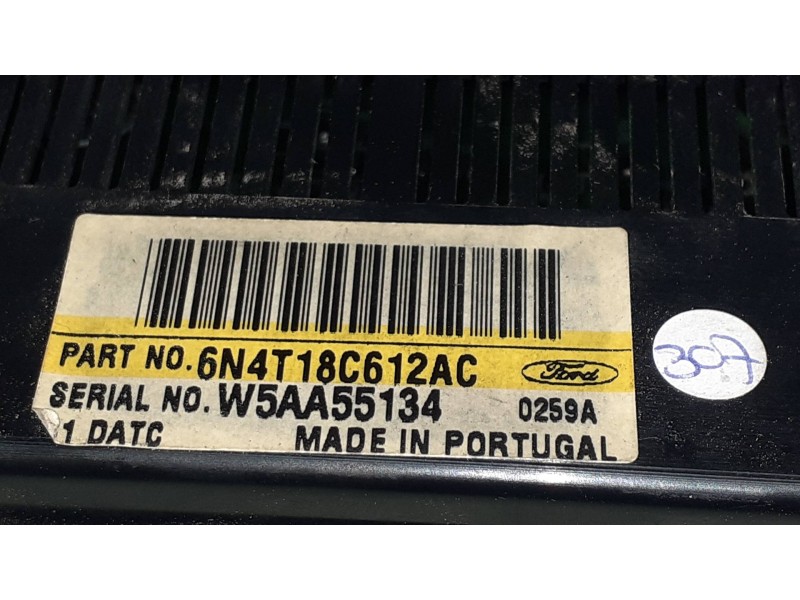 PART NO. 6N4T18C612AC Ford
SERIAL NO. W5AA55134 0259A
1 DATC MADE IN PORTUGAL
307